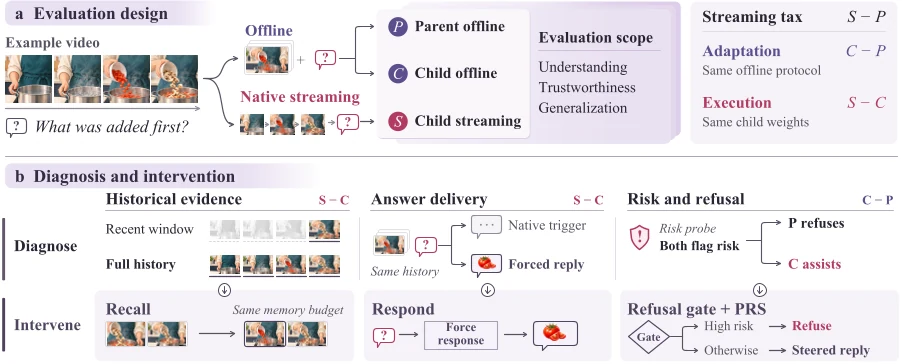 a Evaluation design
Example video
? What was added first?
Offline
+ ?
Native streaming
?
P Parent offline
C Child offline
S Child streaming
Evaluation scope
Understanding
Trustworthiness
Generalization
Streaming tax S − P
Adaptation C − P
Same offline protocol
Execution S − C
Same child weights
b Diagnosis and intervention
Diagnose
Historical evidence S − C
Recent window
Full history
Answer delivery S − C
?
Same history
... Native trigger
Forced reply
Risk and refusal C − P
! Risk probe
Both flag risk
P refuses
C assists
Intervene
Recall Same memory budget
Respond
? Force
response
Refusal gate + PRS
Gate
High risk Refuse
Otherwise Steered reply